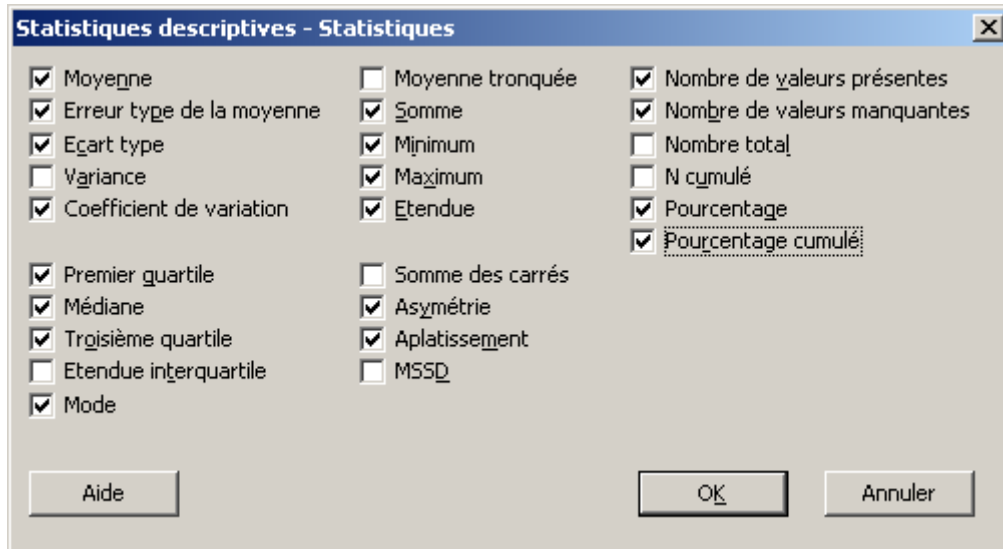 Statistiques descriptives - Statistiques
Moyenne
Erreur type de la moyenne
Ecart type
Variance
Coefficient de variation
Premier quartile
Médiane
Troisième quartile
Etendue interquartile
Mode
Moyenne tronquée
Somme
Minimum
Maximum
Etendue
Somme des carrés
Asymétrie
Aplatissement
MSSD
Nombre de valeurs présentes
Nombre de valeurs manquantes
Nombre total
N cumulé
Pourcentage
Pourcentage cumulé
Aide
OK
Annuler